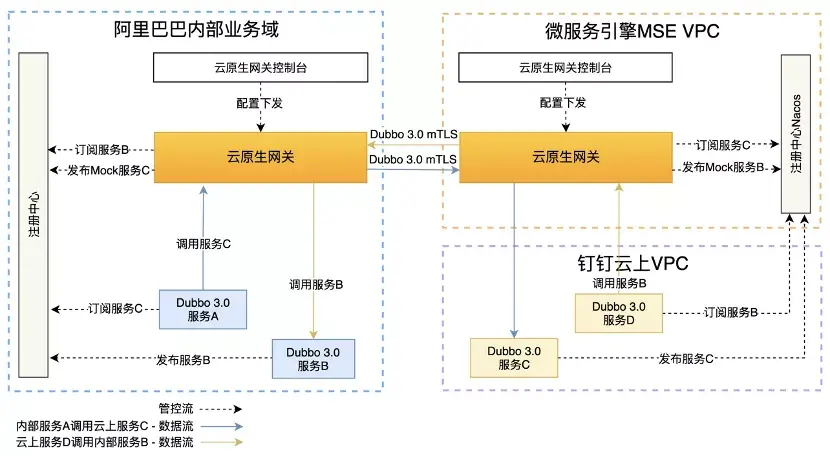 阿里巴巴内部业务域
微服务引擎MSE VPC
云原生网关控制台
云原生网关控制台
配置下发
配置下发
注册中心
注册中心Nacos
订阅服务B
发布Mock服务C
云原生网关
Dubbo 3.0 mTLS
Dubbo 3.0 mTLS
云原生网关
订阅服务C
发布Mock服务B
调用服务C
调用服务B
钉钉云上VPC
调用服务B
订阅服务C
Dubbo 3.0
服务A
Dubbo 3.0
服务D
订阅服务B
发布服务B
Dubbo 3.0
服务B
Dubbo 3.0
服务C
发布服务C
管控流
内部服务A调用云上服务C - 数据流
云上服务D调用内部服务B - 数据流